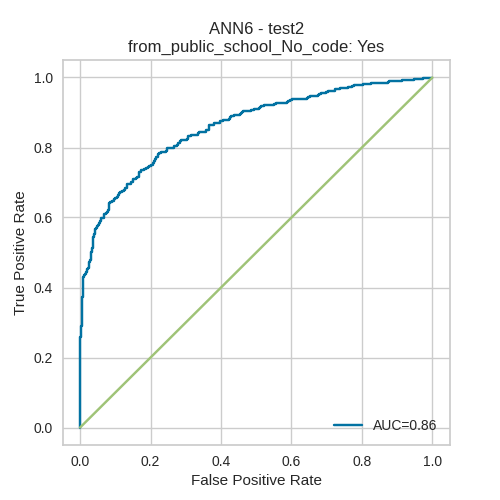 ANN6 - test2
from_public_school_No_code: Yes
1.0
0.8
0.6
0.4
0.2
0.0
True Positive Rate
AUC=0.86
0.0 0.2 0.4 0.6 0.8 1.0
False Positive Rate